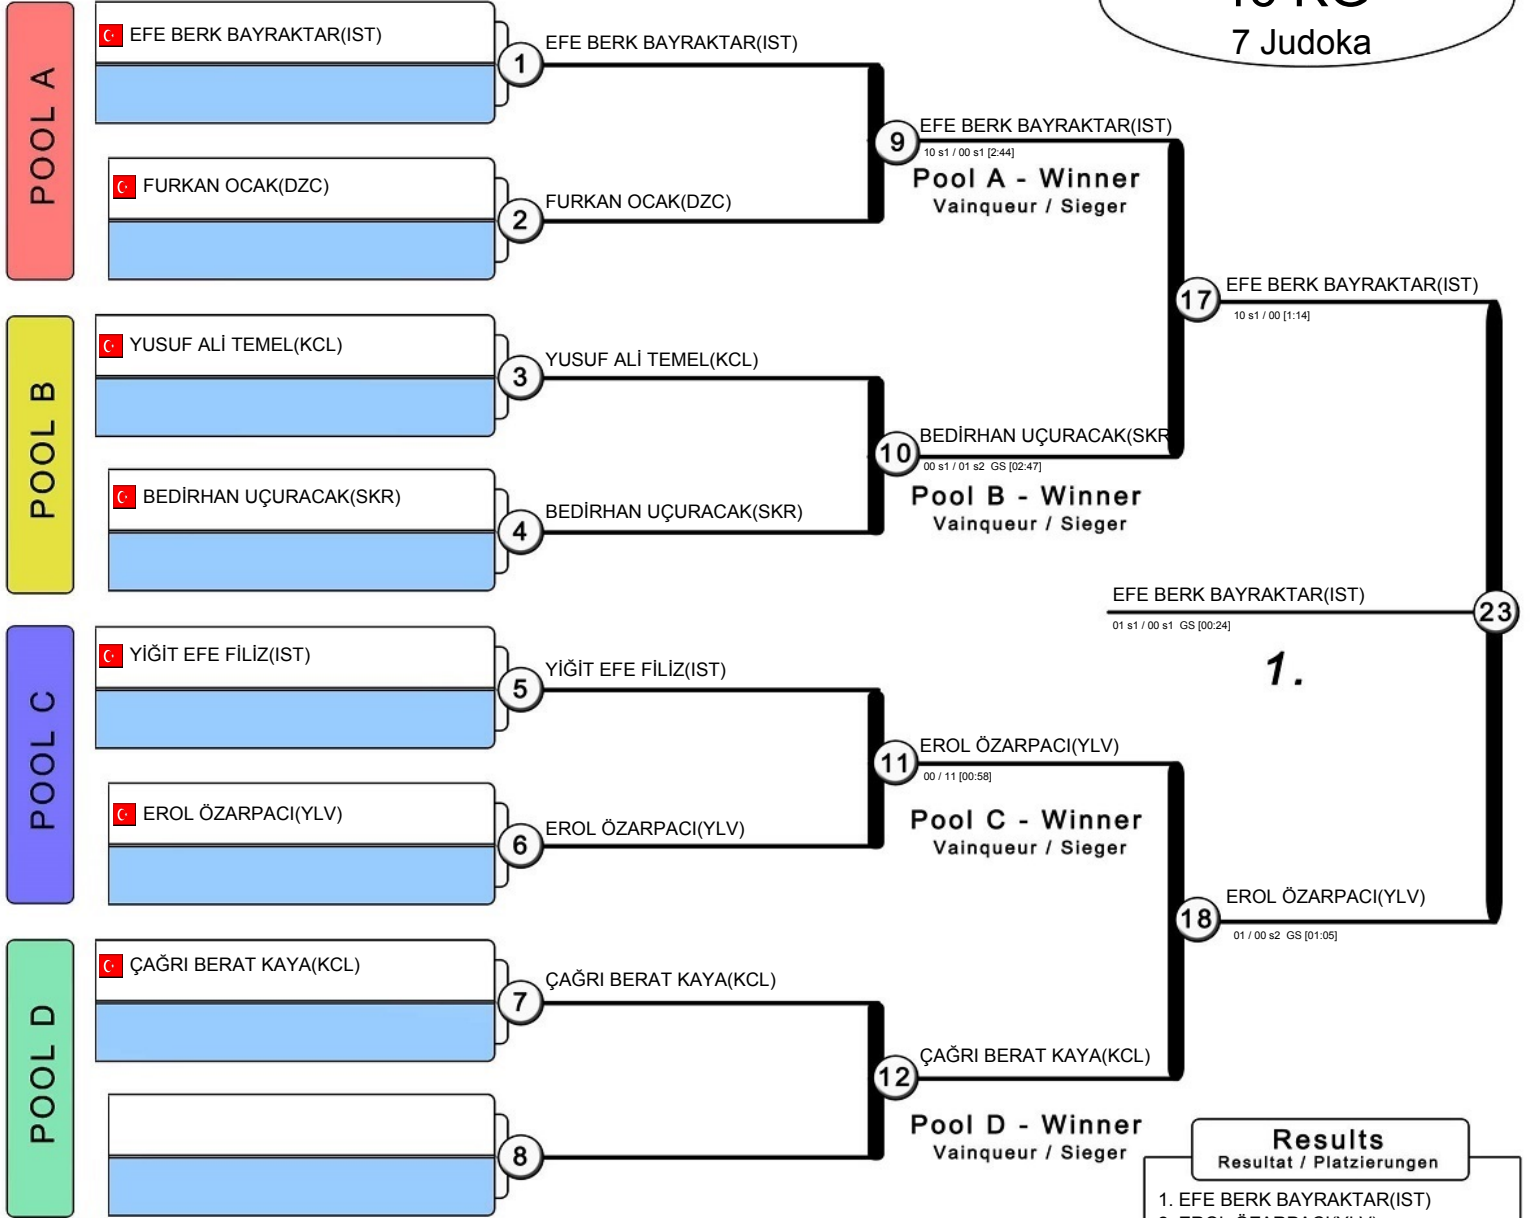 7 Judoka
POOL A
EFE BERK BAYRAKTAR(IST)
1
EFE BERK BAYRAKTAR(IST)
FURKAN OCAK(DZC)
2
FURKAN OCAK(DZC)
9
EFE BERK BAYRAKTAR(IST)
10 s1 / 00 s1 [2:44]
Pool A - Winner
Vainqueur / Sieger
POOL B
YUSUF ALİ TEMEL(KCL)
3
YUSUF ALİ TEMEL(KCL)
BEDİRHAN UÇURACAK(SKR)
4
BEDİRHAN UÇURACAK(SKR)
10
BEDİRHAN UÇURACAK(SKR
00 s1 / 01 s2 GS [02:47]
Pool B - Winner
Vainqueur / Sieger
17
EFE BERK BAYRAKTAR(IST)
10 s1 / 00 [1:14]
EFE BERK BAYRAKTAR(IST)
23
01 s1 / 00 s1 GS [00:24]
1.
POOL C
YİĞİT EFE FİLİZ(IST)
5
YİĞİT EFE FİLİZ(IST)
EROL ÖZARPACI(YLV)
6
EROL ÖZARPACI(YLV)
11
EROL ÖZARPACI(YLV)
00 / 11 [00:58]
Pool C - Winner
Vainqueur / Sieger
18
EROL ÖZARPACI(YLV)
01 / 00 s2 GS [01:05]
POOL D
ÇAĞRI BERAT KAYA(KCL)
7
ÇAĞRI BERAT KAYA(KCL)
8
12
ÇAĞRI BERAT KAYA(KCL)
Pool D - Winner
Vainqueur / Sieger
Results
Resultat / Platzierungen
1. EFE BERK BAYRAKTAR(IST)